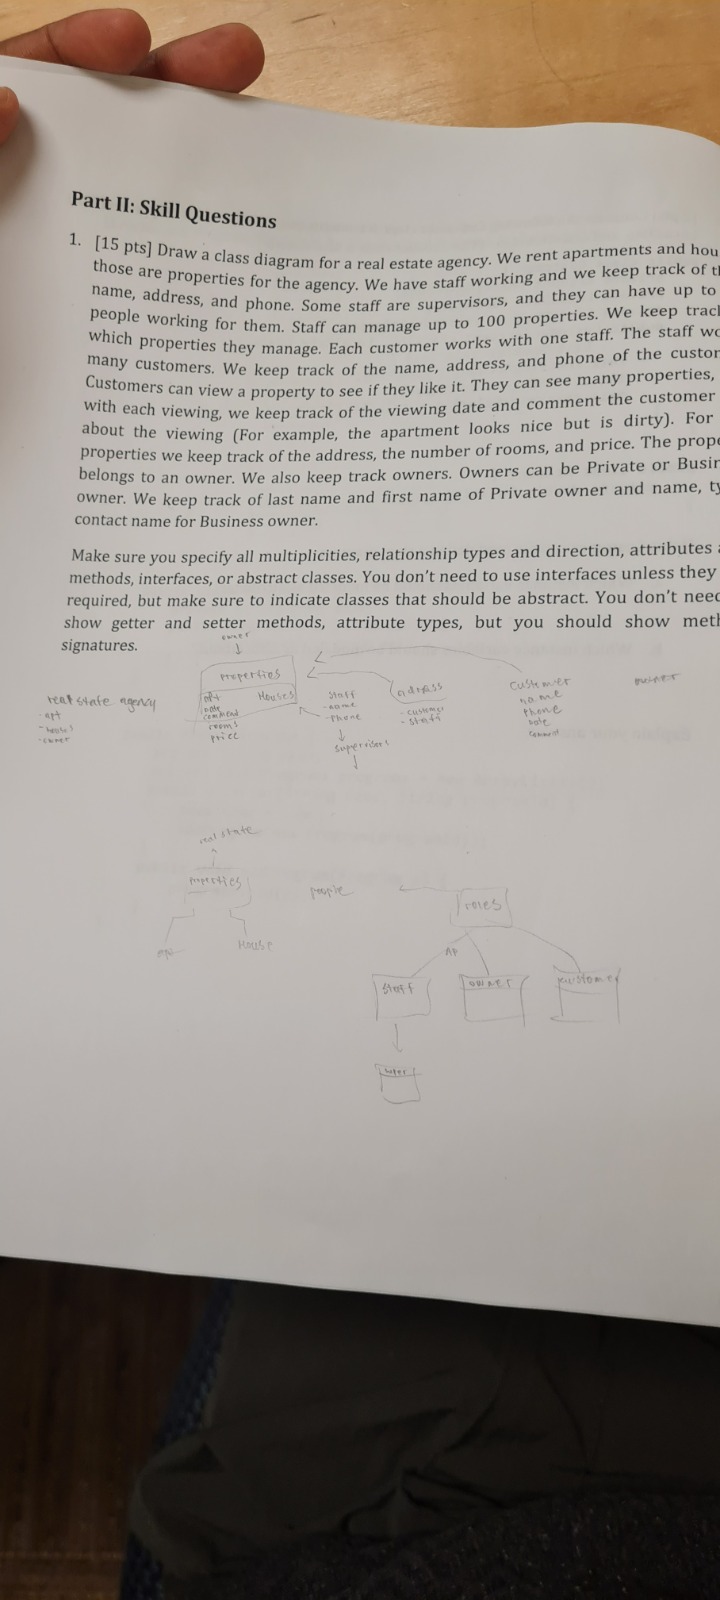 Part II: Skill Questions
1. [15 pts] Draw a class diagram for a real estate agency. We rent apartments and hou
those are properties for the agency. We have staff working and we keep track of t
name, address, and phone. Some staff are supervisors, and they can have up to
people working for them. Staff can manage up to 100 properties. We keep trac
which properties they manage. Each customer works with one staff. The staff wo
many customers. We keep track of the name, address, and phone of the custor
Customers can view a property to see if they like it. They can see many properties,
with each viewing, we keep track of the viewing date and comment the customer
about the viewing (For example, the apartment looks nice but is dirty). For
properties we keep track of the address, the number of rooms, and price. The prope
belongs to an owner. We also keep track owners. Owners can be Private or Busin
owner. We keep track of last name and first name of Private owner and name, ty
contact name for Business owner.
Make sure you specify all multiplicities, relationship types and direction, attributes a
methods, interfaces, or abstract classes. You don't need to use interfaces unless they
required, but make sure to indicate classes that should be abstract. You don't need
show getter and setter methods, attribute types, but you should show meth
signatures.
owner
properties
apt Houses
comment
rooms
price
real state agency
- apt
- houses
- owner
staff
- name
- phone
supervisors
address
- customer
- staff
customer
name
phone
comment
owner
real state
properties
House
people
roles
AP
staff
owner
customer